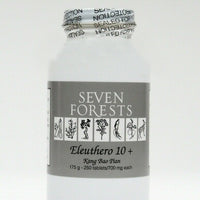 SEVEN
FORESTS
Eleuthero 10 +
Kang Bao Pian
175 g - 250 tablets/700 mg each